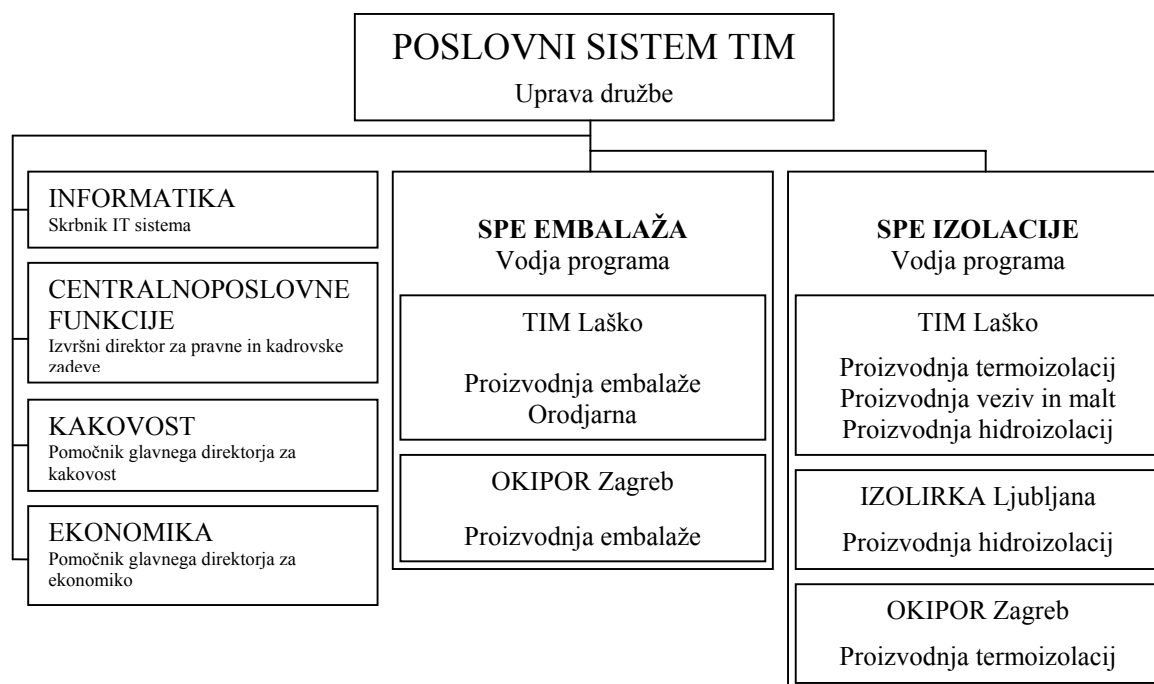 POSLOVNI SISTEM TIM
Uprava družbe
INFORMATIKA
Skrbnik IT sistema
CENTRALNOPOSLOVNE
FUNKCIJE
Izvršni direktor za pravne in kadrovske
zadeve
KAKOVOST
Pomočnik glavnega direktorja za
kakovost
EKONOMIKA
Pomočnik glavnega direktorja za
ekonomiko
SPE EMBALAŽA
Vodja programa
TIM Laško
Proizvodnja embalaže
Orodjarna
OKIPOR Zagreb
Proizvodnja embalaže
SPE IZOLACIJE
Vodja programa
TIM Laško
Proizvodnja termoizolacij
Proizvodnja veziv in malt
Proizvodnja hidroizolacij
IZOLIRKA Ljubljana
Proizvodnja hidroizolacij
OKIPOR Zagreb
Proizvodnja termoizolacij